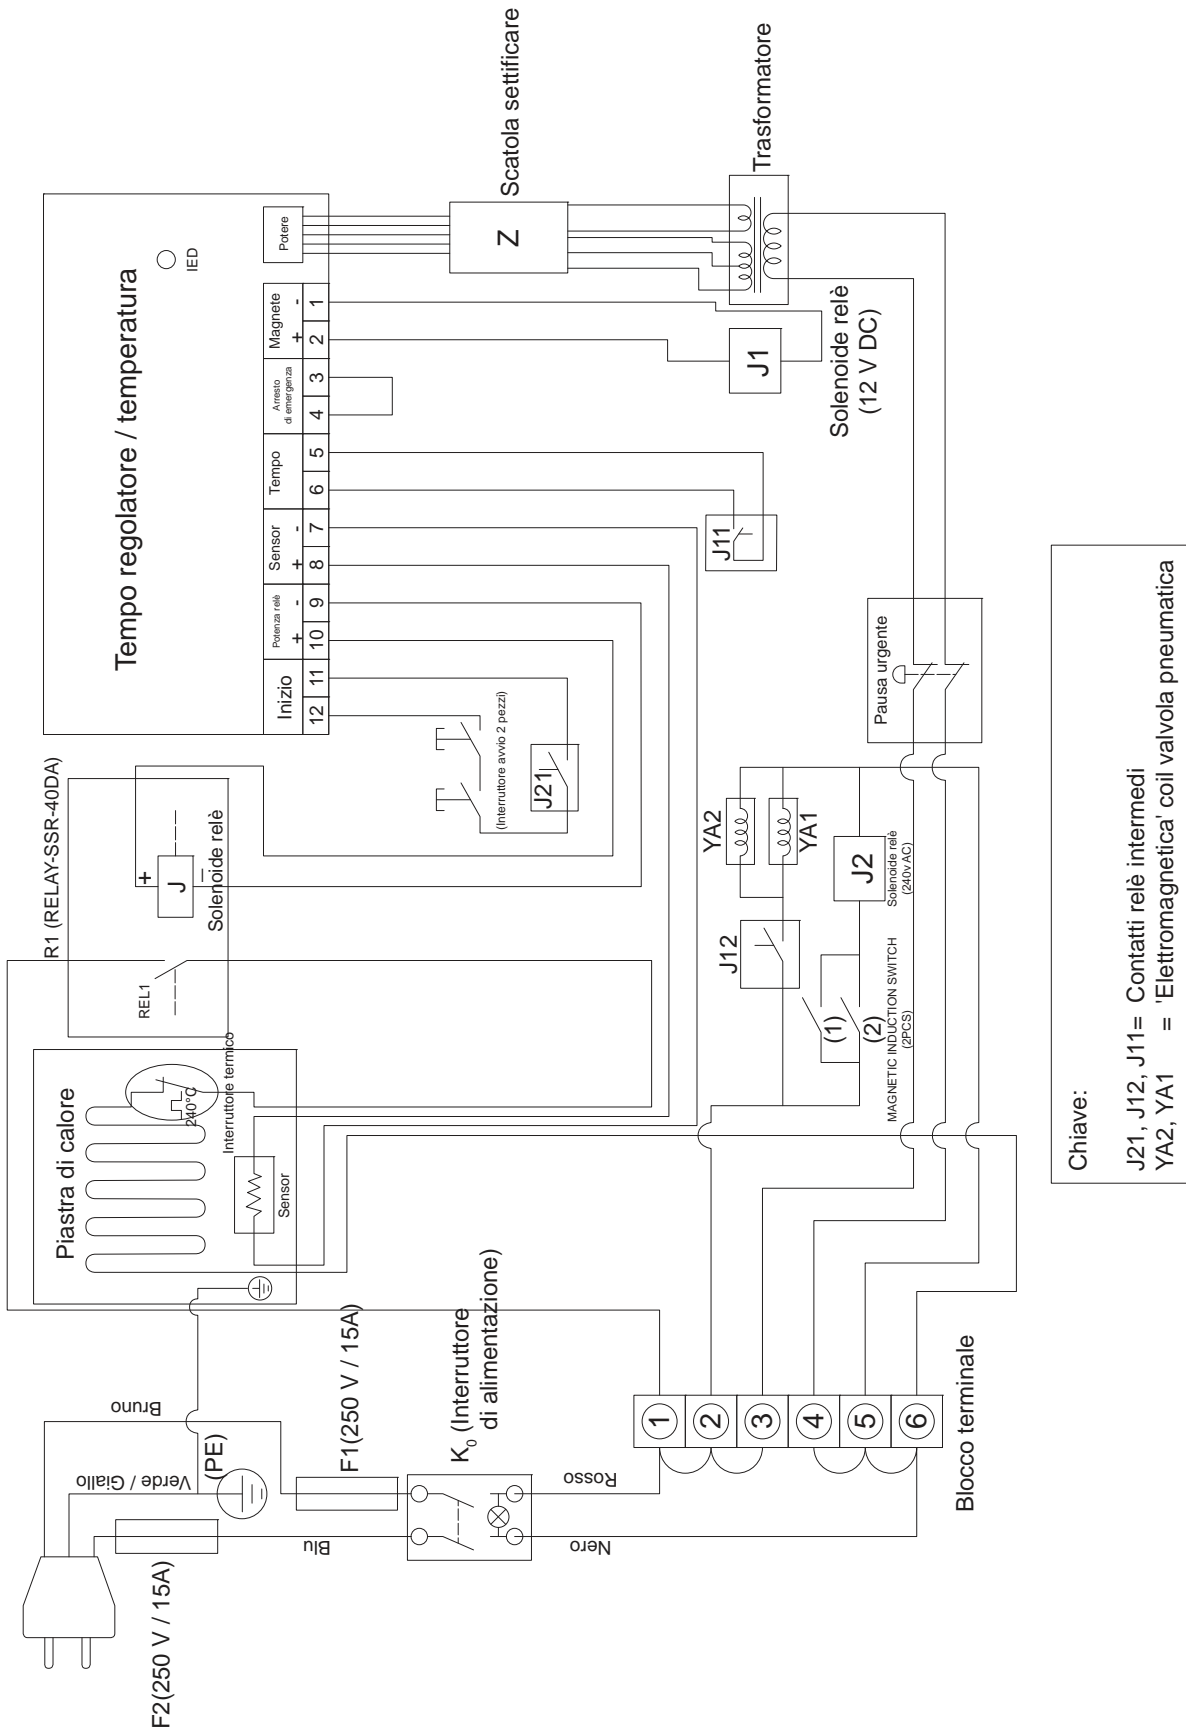 Tempo regolatore / temperatura
IED
Potere
Magnete
+ -
Arresto
di emergenza
Tempo
Sensor
+ -
Potenza relè
+ -
Inizio
12 11 10 9 8 7 6 5 4 3 2 1
Z
Scatola settificare
Trasformatore
J1
Solenoide relè
(12 V DC)
J11
(Interruttore avvio 2 pezzi)
J21
Pausa urgente
R1 (RELAY-SSR-40DA)
+
J
-
Solenoide relè
REL1
YA2
YA1
J12
J2
Solenoide relè
(240v AC)
(1)
(2)
MAGNETIC INDUCTION SWITCH
(2PCS)
Piastra di calore
240°C
Interruttore termico
Sensor
Bruno
Verde / Giallo
(PE)
Blu
F1(250 V / 15A)
F2(250 V / 15A)
K0 (Interruttore
di alimentazione)
Rosso
Nero
1 2 3 4 5 6
Blocco terminale
Chiave:
J21, J12, J11= Contatti relè intermedi
YA2, YA1 = 'Elettromagnetica' coil valvola pneumatica